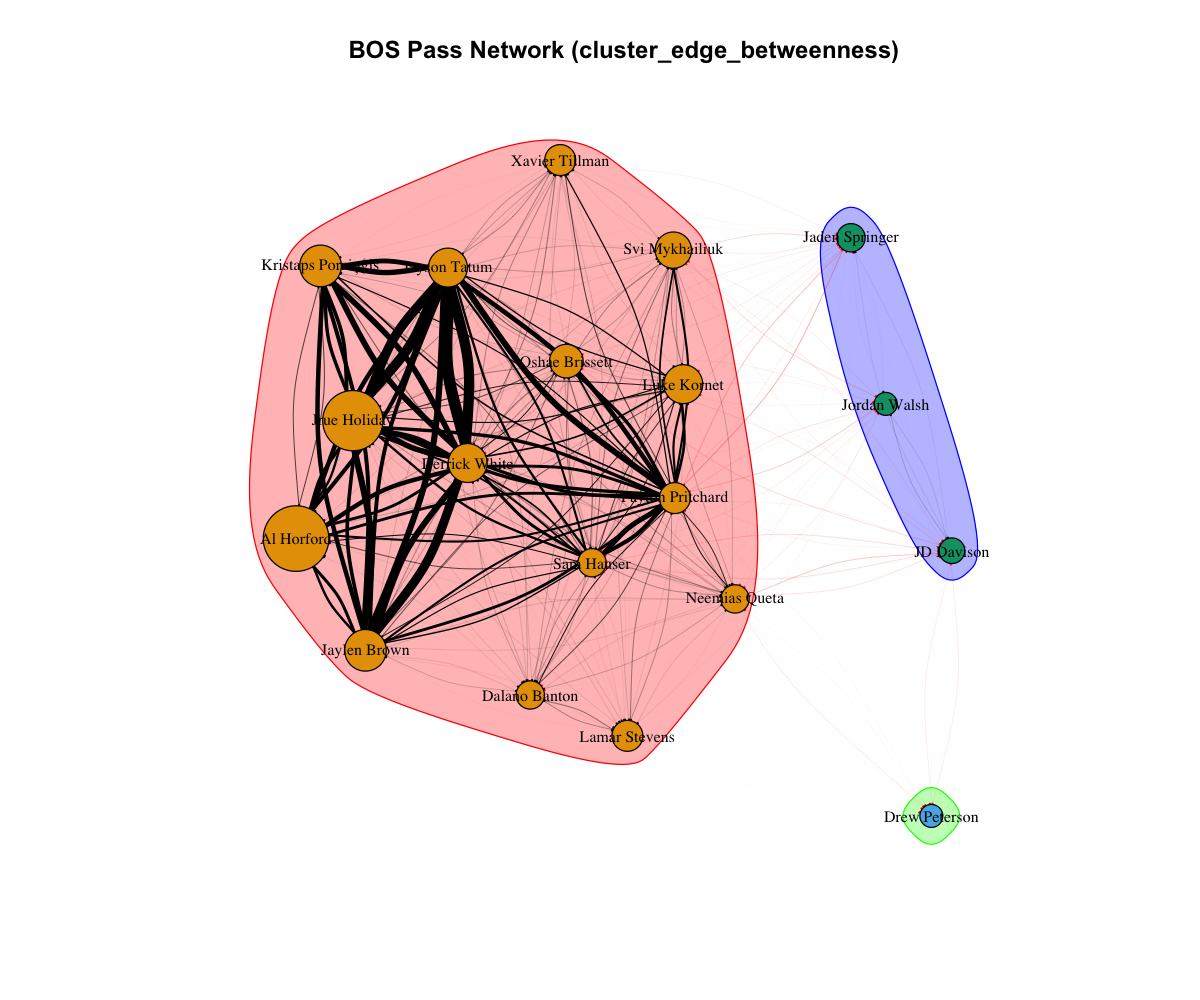 BOS Pass Network (cluster_edge_betweenness)
Xavier Tillman
Jaden Springer
Svi Mykhailiuk
Kristaps
Tatum
Oshae Brissett
Luke Kornet
Jordan Walsh
Jrue Holiday
Derrick White
Payton Pritchard
Al Horford
JD Davison
Sam Hauser
Neemias Queta
Jaylen Brown
Dalano Banton
Lamar Stevens
Drew Peterson